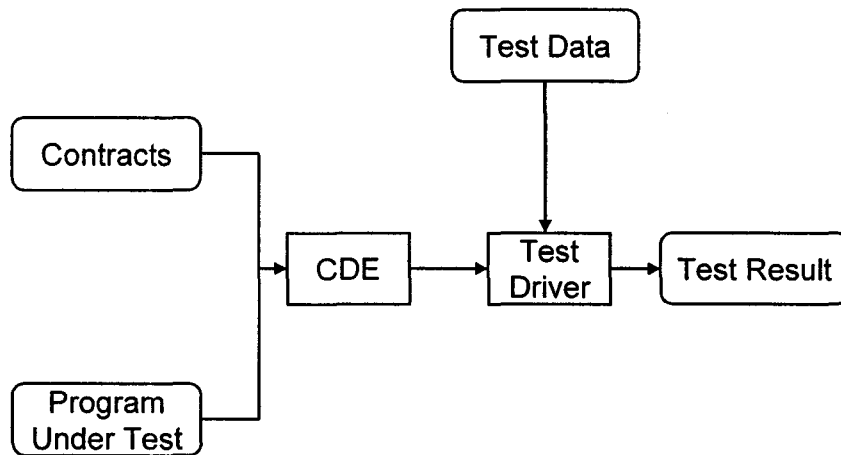 Test Data
Contracts
CDE
Test
Driver
Test Result
Program
Under Test